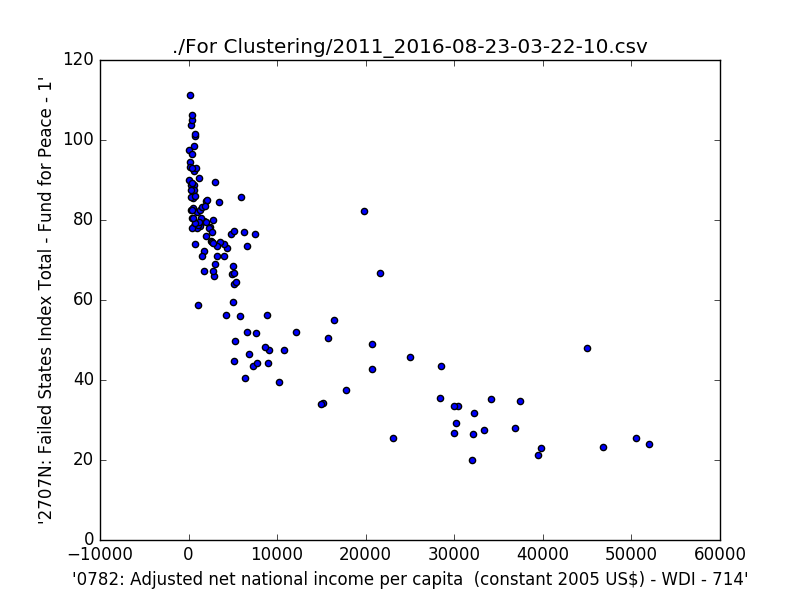 ./For Clustering/2011_2016-08-23-03-22-10.csv
'2707N: Failed States Index Total - Fund for Peace - 1'
120
100
80
60
40
20
0
−10000 0 10000 20000 30000 40000 50000 60000
'0782: Adjusted net national income per capita  (constant 2005 US$) - WDI - 714'